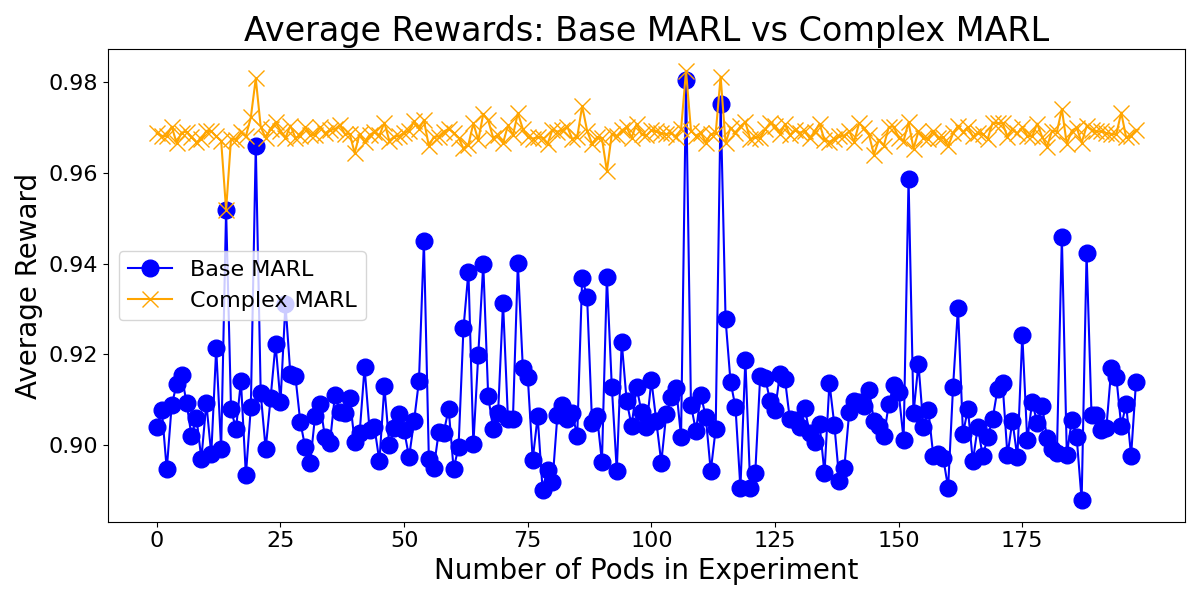 Average Rewards: Base MARL vs Complex MARL
0.98
0.96
0.94
0.92
0.90
Average Reward
Base MARL
Complex MARL
0
25
50
75
100
125
150
175
Number of Pods in Experiment